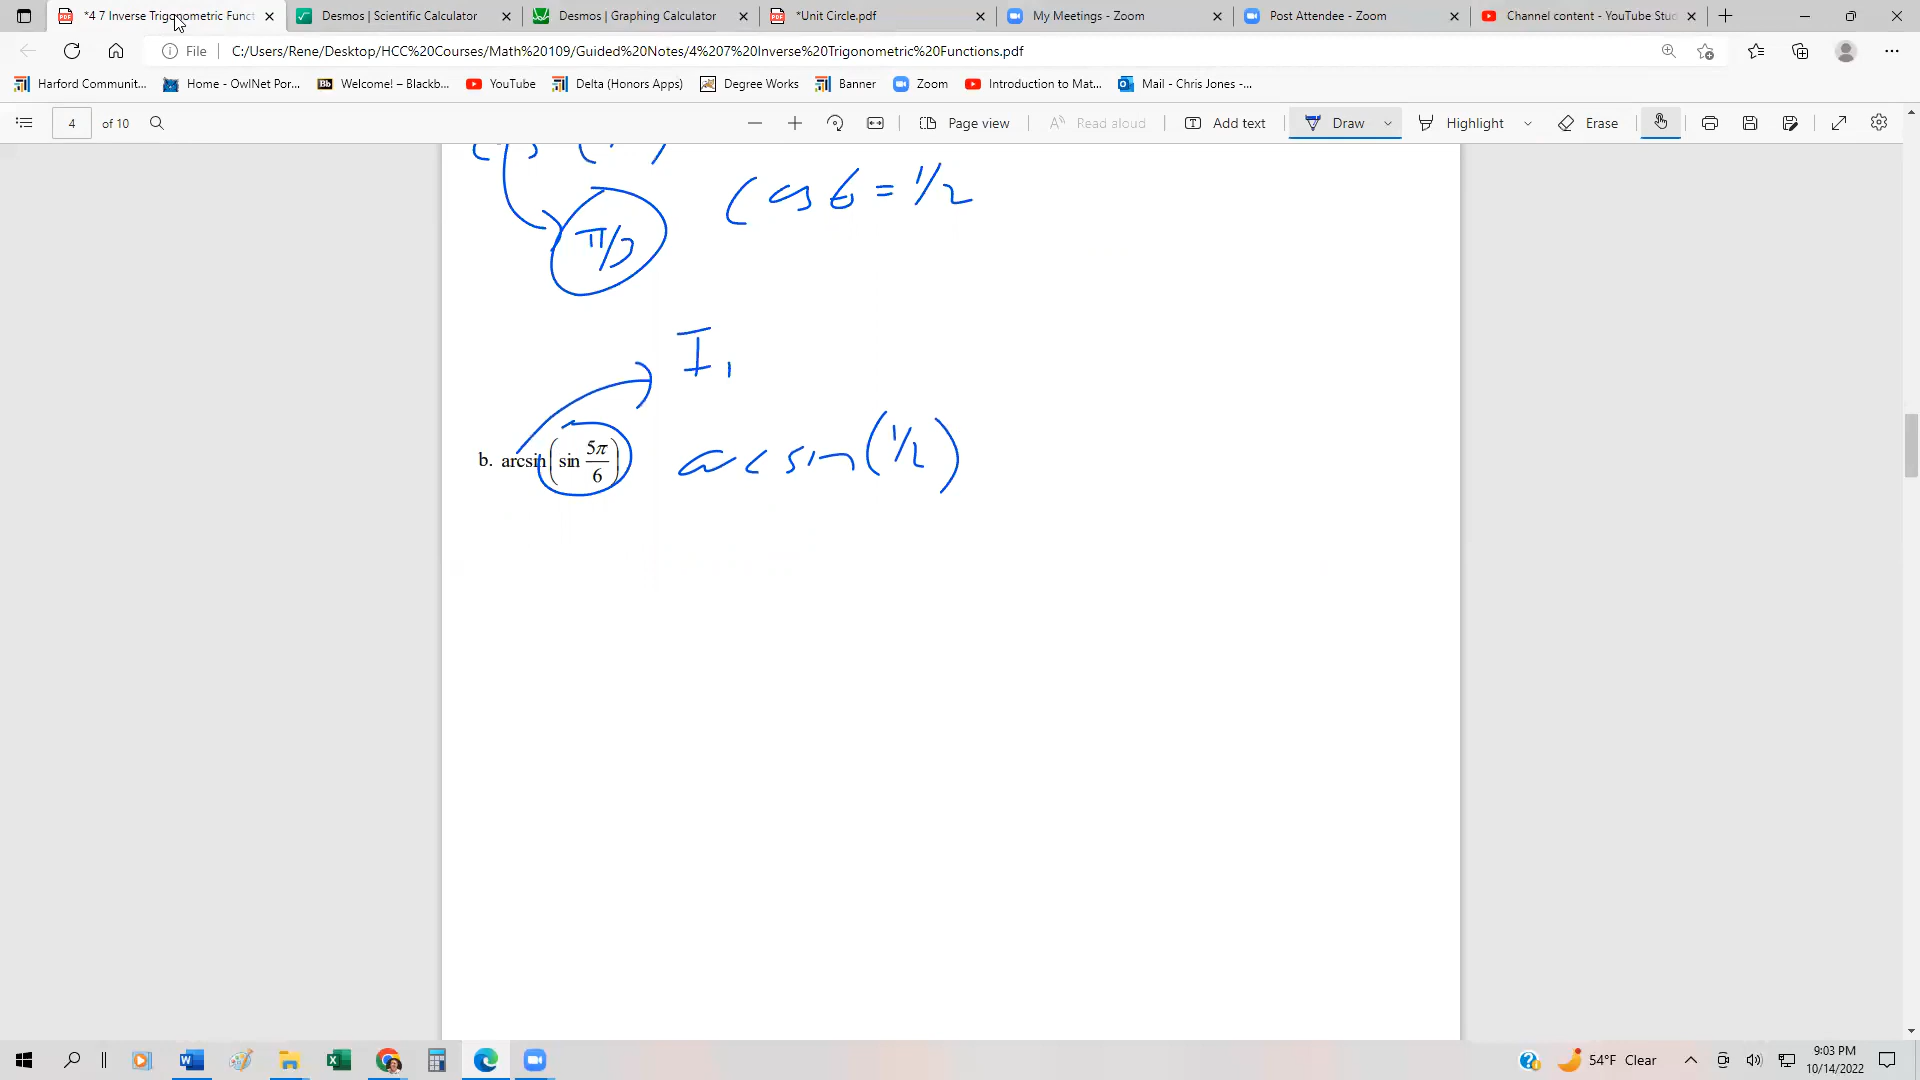 *4 7 Inverse Trigonometric Funct
Desmos | Scientific Calculator
Desmos | Graphing Calculator
*Unit Circle.pdf
My Meetings - Zoom
Post Attendee - Zoom
Channel content - YouTube Stu
File
C:/Users/Rene/Desktop/HCC%20Courses/Math%20109/Guided%20Notes/4%207%20Inverse%20Trigonometric%20Functions.pdf
Harford Communit...
Home - OwlNet Por...
Bb Welcome! – Blackb...
YouTube
Delta (Honors Apps)
Degree Works
Banner
Zoom
Introduction to Mat...
Mail - Chris Jones -...
4 of 10
Page view
Read aloud
Add text
Draw
Highlight
Erase
cos = 1/2
π/3
I,
b. arcsin(sin 5π/6) arcsin(1/2)
54°F Clear
9:03 PM
10/14/2022